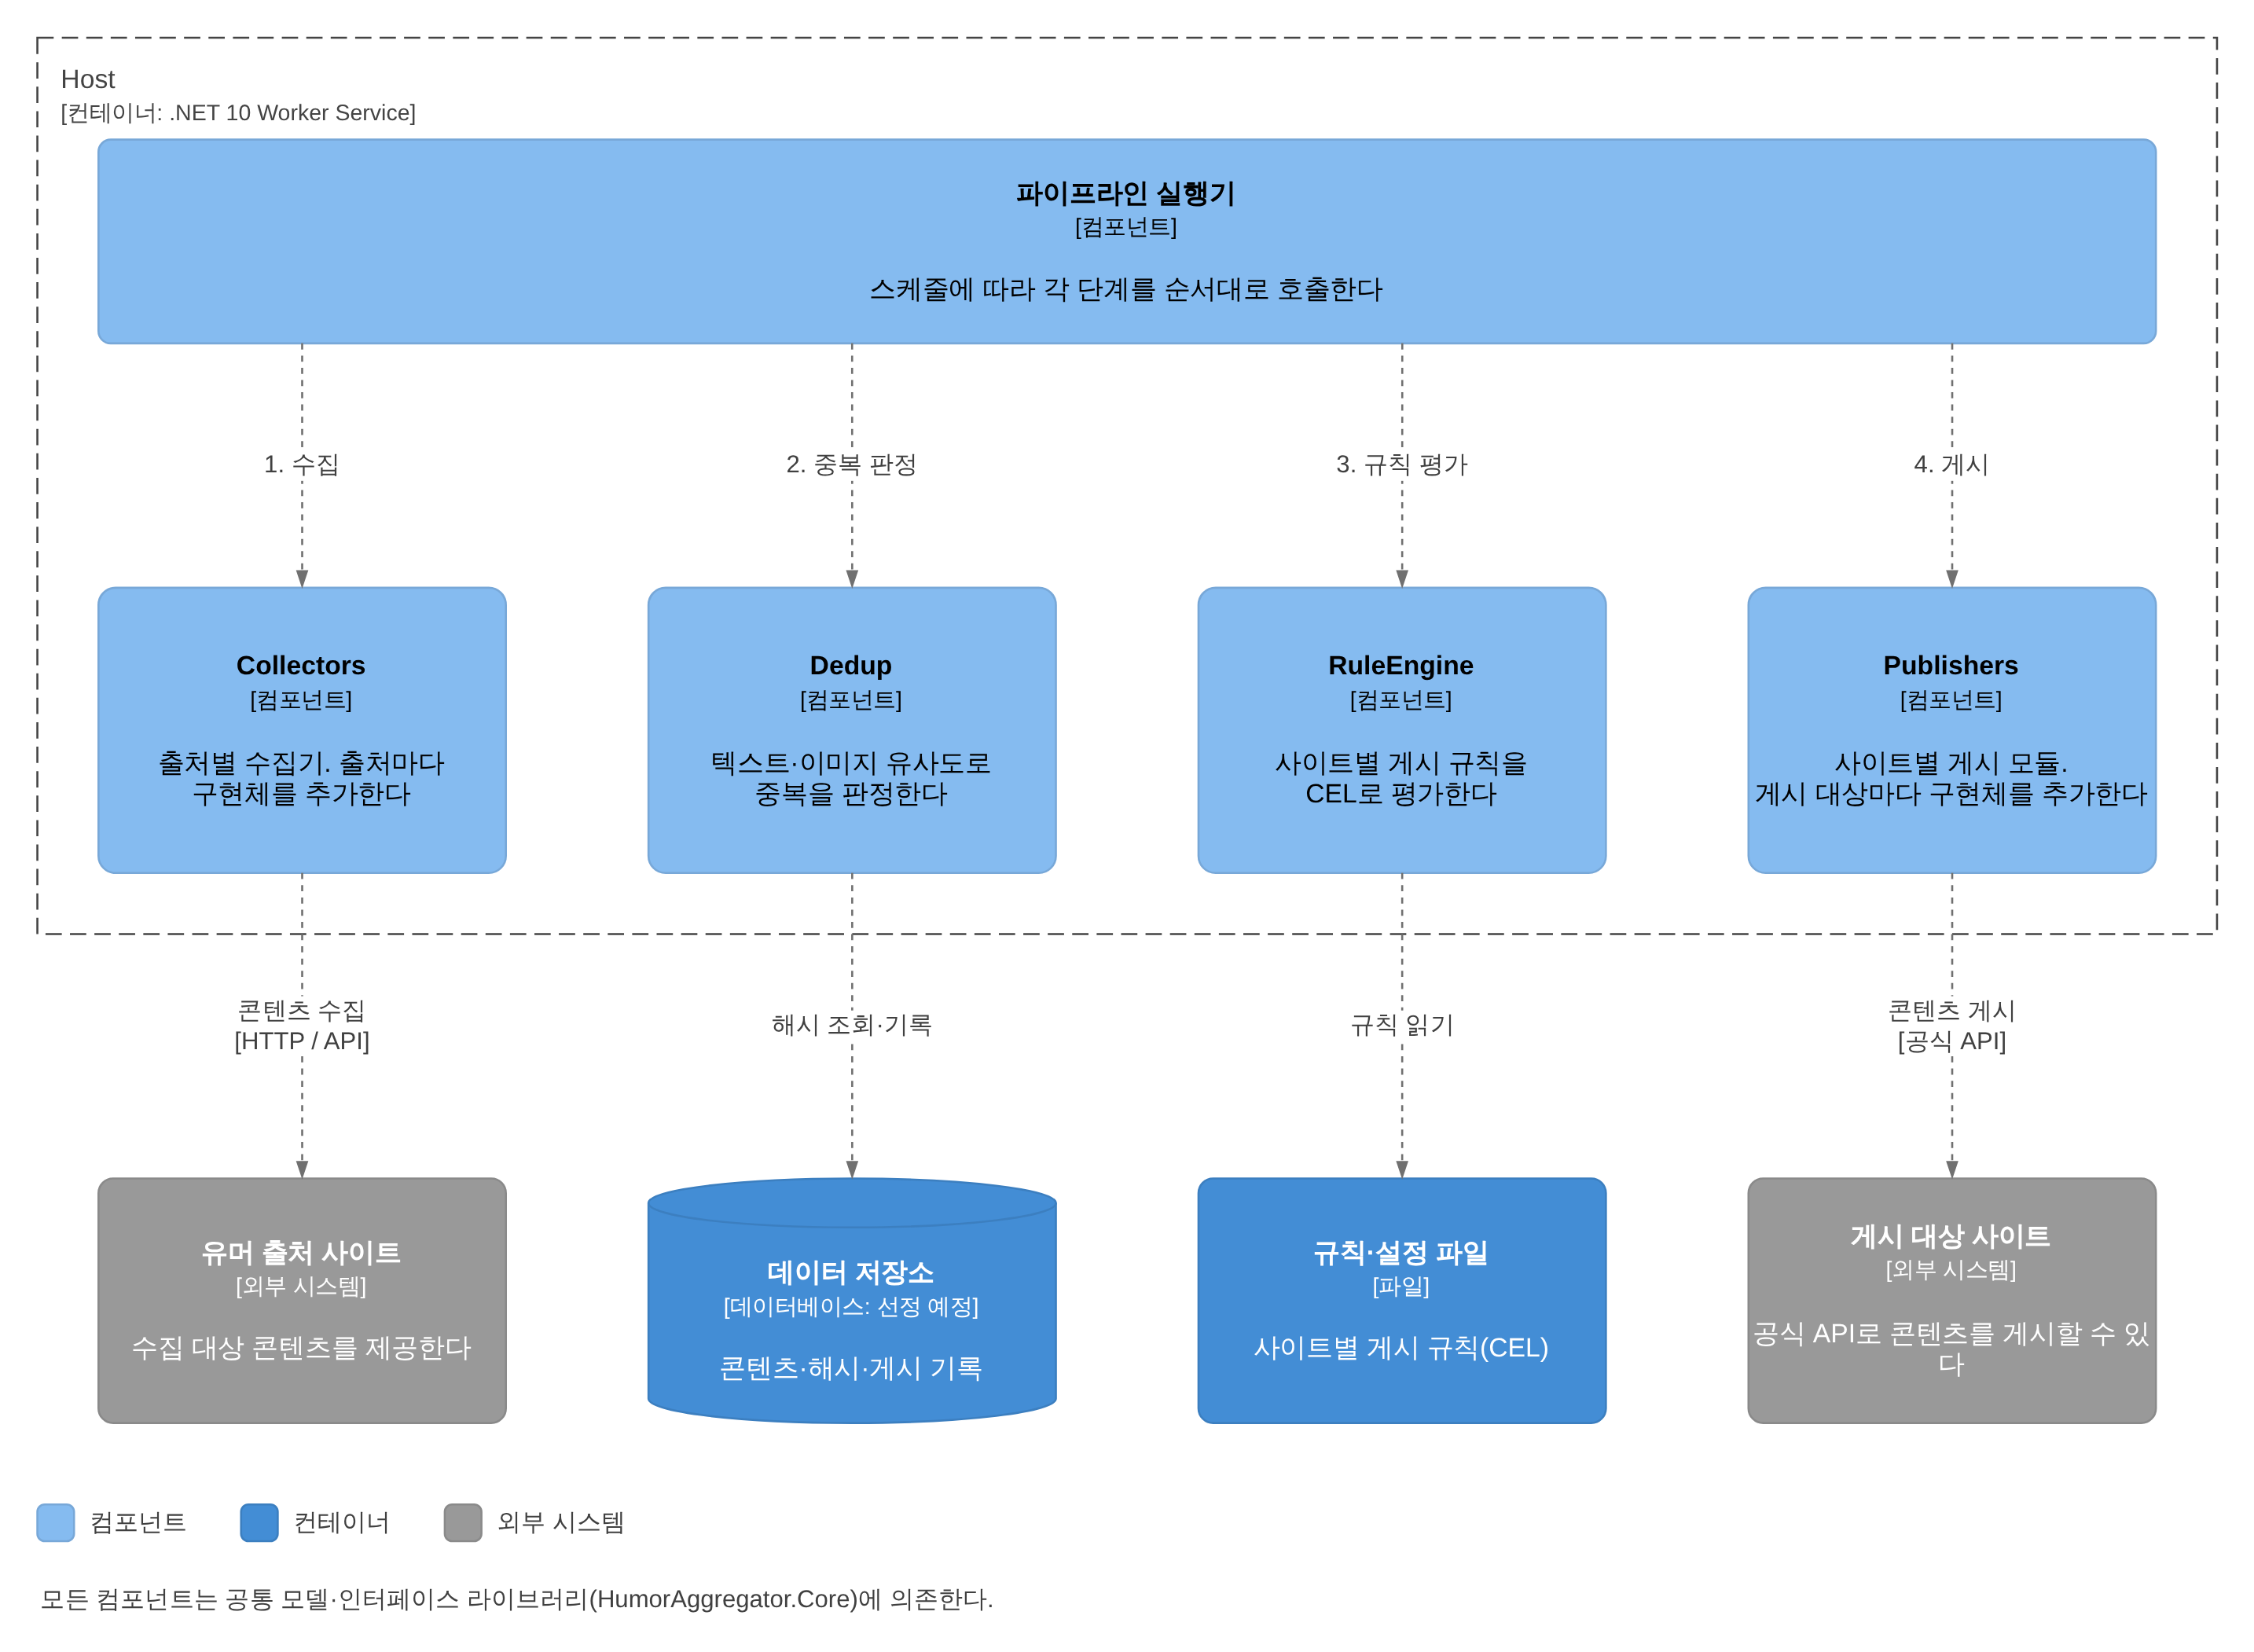 Host
[컨테이너: .NET 10 Worker Service]
파이프라인 실행기
[컴포넌트]
스케줄에 따라 각 단계를 순서대로 호출한다
1. 수집
2. 중복 판정
3. 규칙 평가
4. 게시
Collectors
[컴포넌트]
출처별 수집기. 출처마다
구현체를 추가한다
Dedup
[컴포넌트]
텍스트·이미지 유사도로
중복을 판정한다
RuleEngine
[컴포넌트]
사이트별 게시 규칙을
CEL로 평가한다
Publishers
[컴포넌트]
사이트별 게시 모듈.
게시 대상마다 구현체를 추가한다
콘텐츠 수집
[HTTP / API]
해시 조회·기록
규칙 읽기
콘텐츠 게시
[공식 API]
유머 출처 사이트
[외부 시스템]
수집 대상 콘텐츠를 제공한다
데이터 저장소
[데이터베이스: 선정 예정]
콘텐츠·해시·게시 기록
규칙·설정 파일
[파일]
사이트별 게시 규칙(CEL)
게시 대상 사이트
[외부 시스템]
공식 API로 콘텐츠를 게시할 수 있
다
컴포넌트
컨테이너
외부 시스템
모든 컴포넌트는 공통 모델·인터페이스 라이브러리(HumorAggregator.Core)에 의존한다.